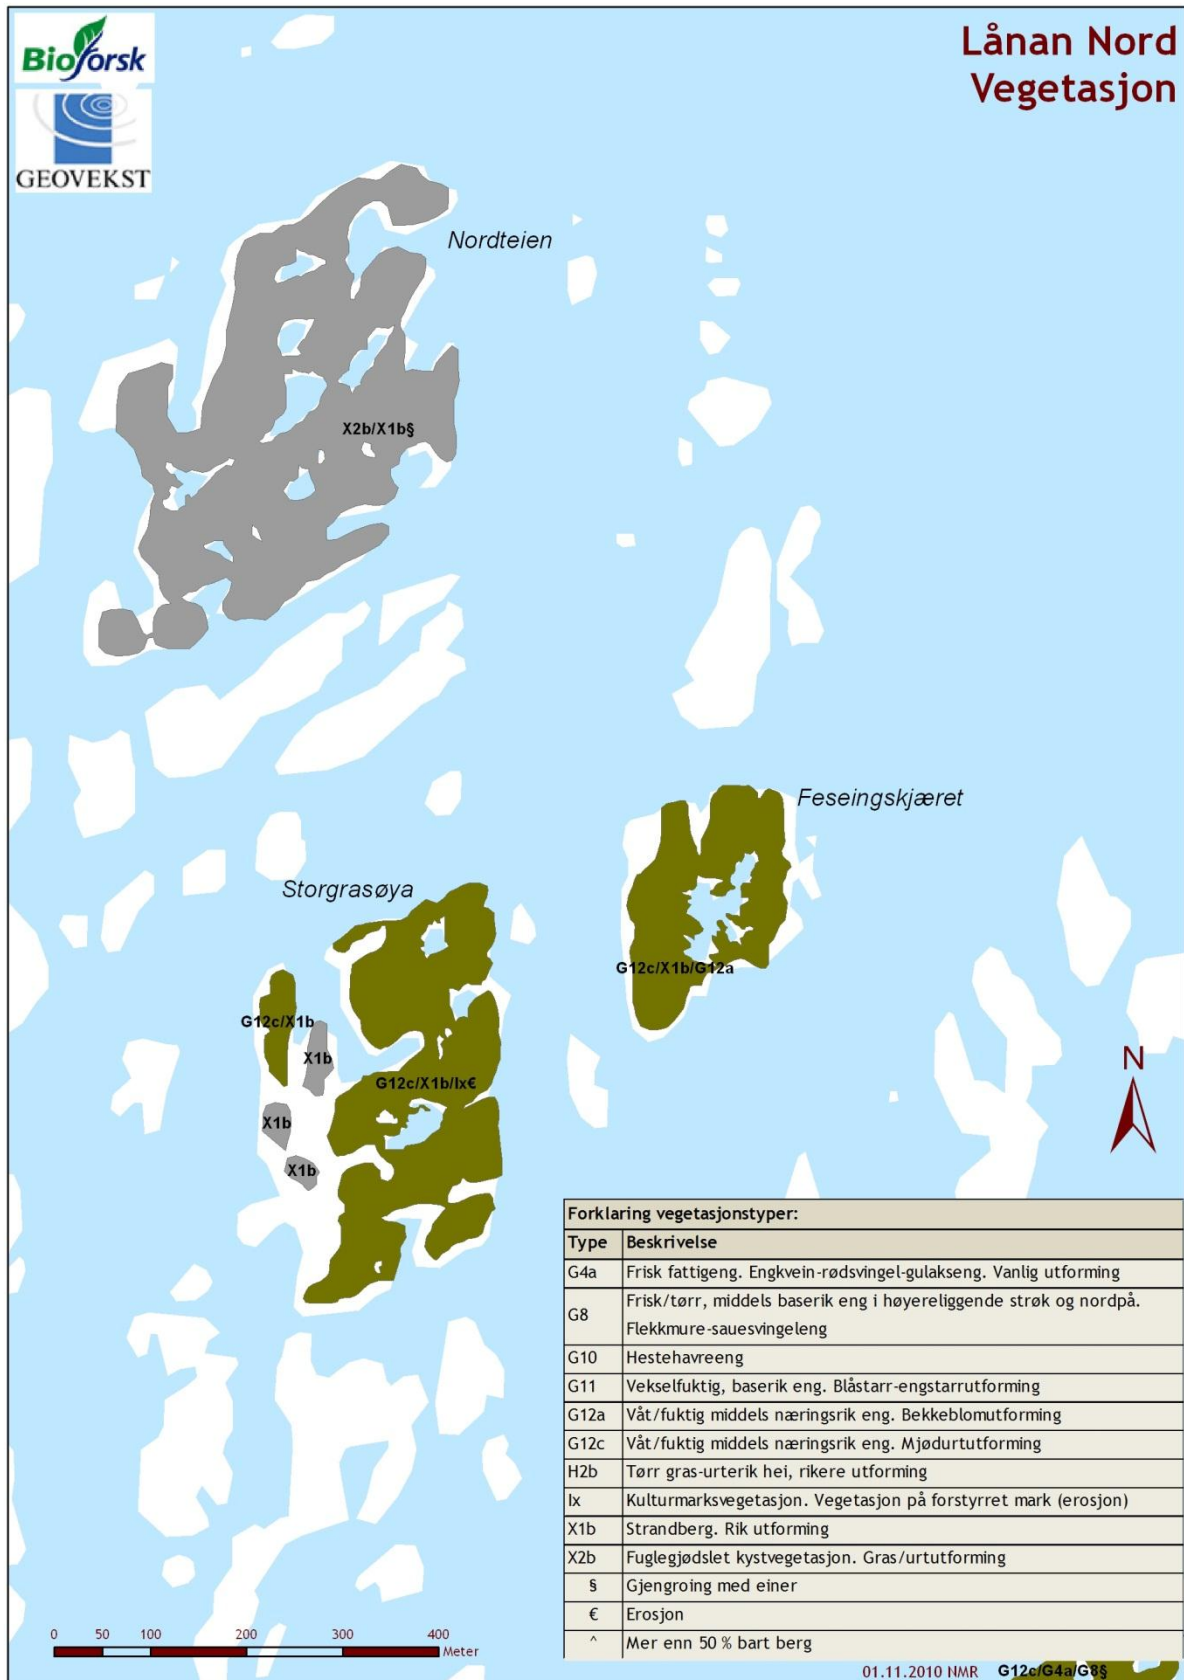 Bioforsk
GEOVEKST
Lånan Nord
Vegetasjon
Nordteien
X2b/X1b§
Feseingskjæret
Storgrasøya
G12c/X1b/G12a
G12c/X1b
X1b
G12c/X1b/Ix€
X1b
X1b
N
Forklaring vegetasjonstyper:
Type Beskrivelse
G4a Frisk fattigeng. Engkvein-rødsvingel-gulakseng. Vanlig utforming
G8 Frisk/tørr, middels baserik eng i høyereliggende strøk og nordpå.
Flekkmure-sauesvingeleng
G10 Hestehavreeng
G11 Vekselfuktig, baserik eng. Blåstarr-engstarrutforming
G12a Våt/fuktig middels næringsrik eng. Bekkeblomutforming
G12c Våt/fuktig middels næringsrik eng. Mjødurtutforming
H2b Tørr gras-urterik hei, rikere utforming
Ix Kulturmarksvegetasjon. Vegetasjon på forstyrret mark (erosjon)
X1b Strandberg. Rik utforming
X2b Fuglegjødslet kystvegetasjon. Gras/urtutforming
§ Gjengroing med einer
€ Erosjon
^ Mer enn 50 % bart berg
0 50 100 200 300 400
Meter
01.11.2010 NMR
G12c/G4a/G8§